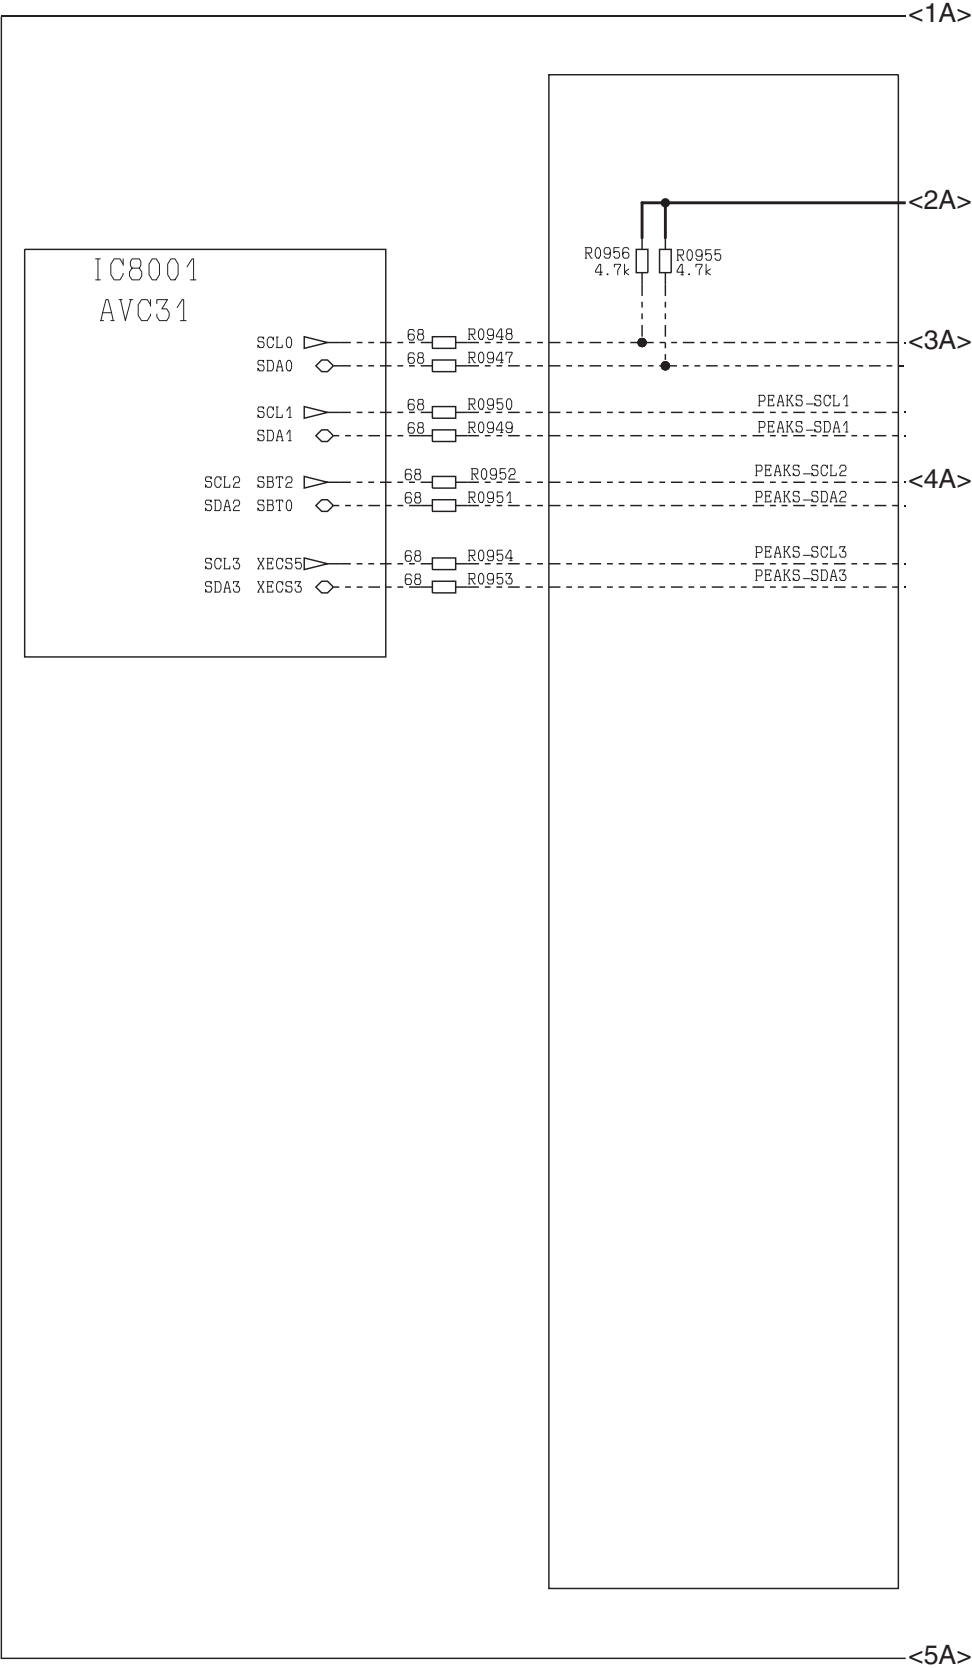 <1A>
<2A>
R0956
4.7k
R0955
4.7k
IC8001
AVC31
SCL0 68 R0948 <3A>
SDA0 68 R0947
SCL1 68 R0950 PEAKS_SCL1
SDA1 68 R0949 PEAKS_SDA1
SCL2 SBT2 68 R0952 PEAKS_SCL2 <4A>
SDA2 SBT0 68 R0951 PEAKS_SDA2
SCL3 XECS5 68 R0954 PEAKS_SCL3
SDA3 XECS3 68 R0953 PEAKS_SDA3
<5A>